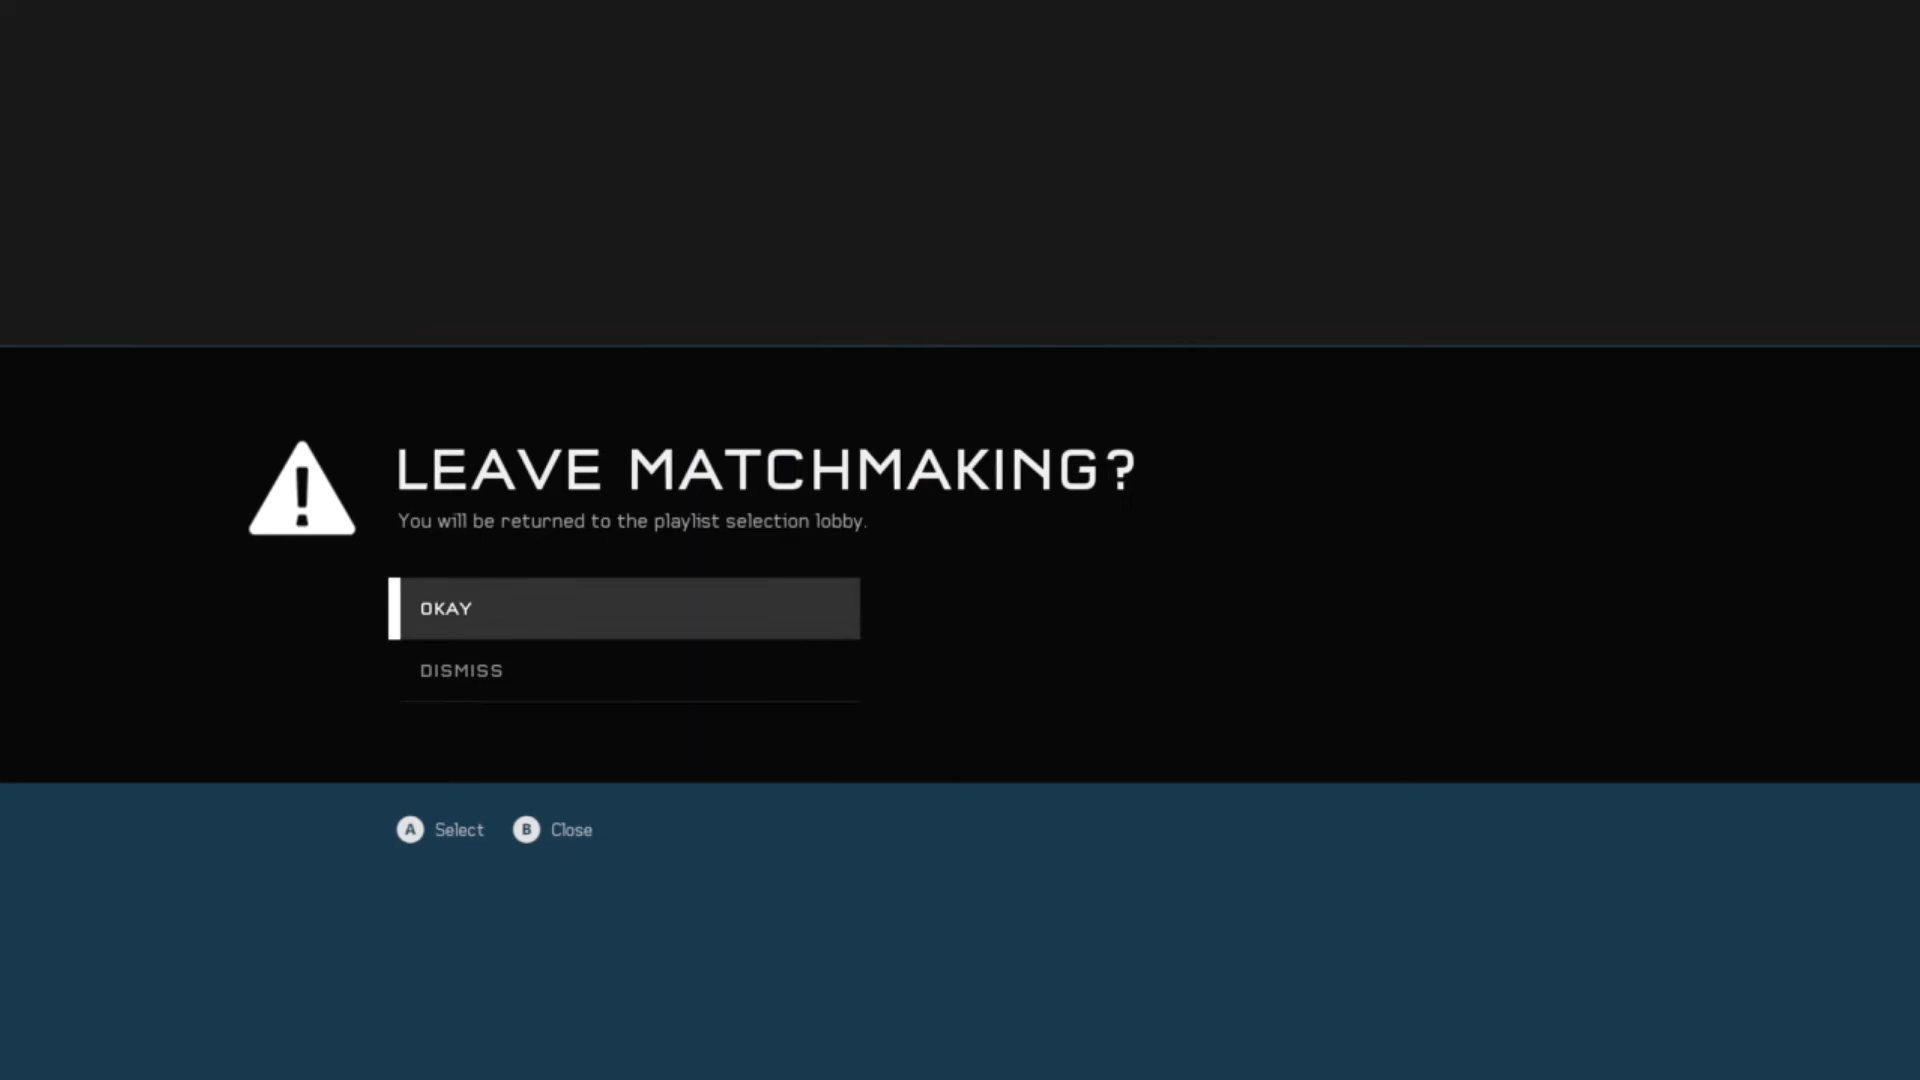 LEAVE MATCHMAKING?
You will be returned to the playlist selection lobby.
OKAY
DISMISS
A Select B Close